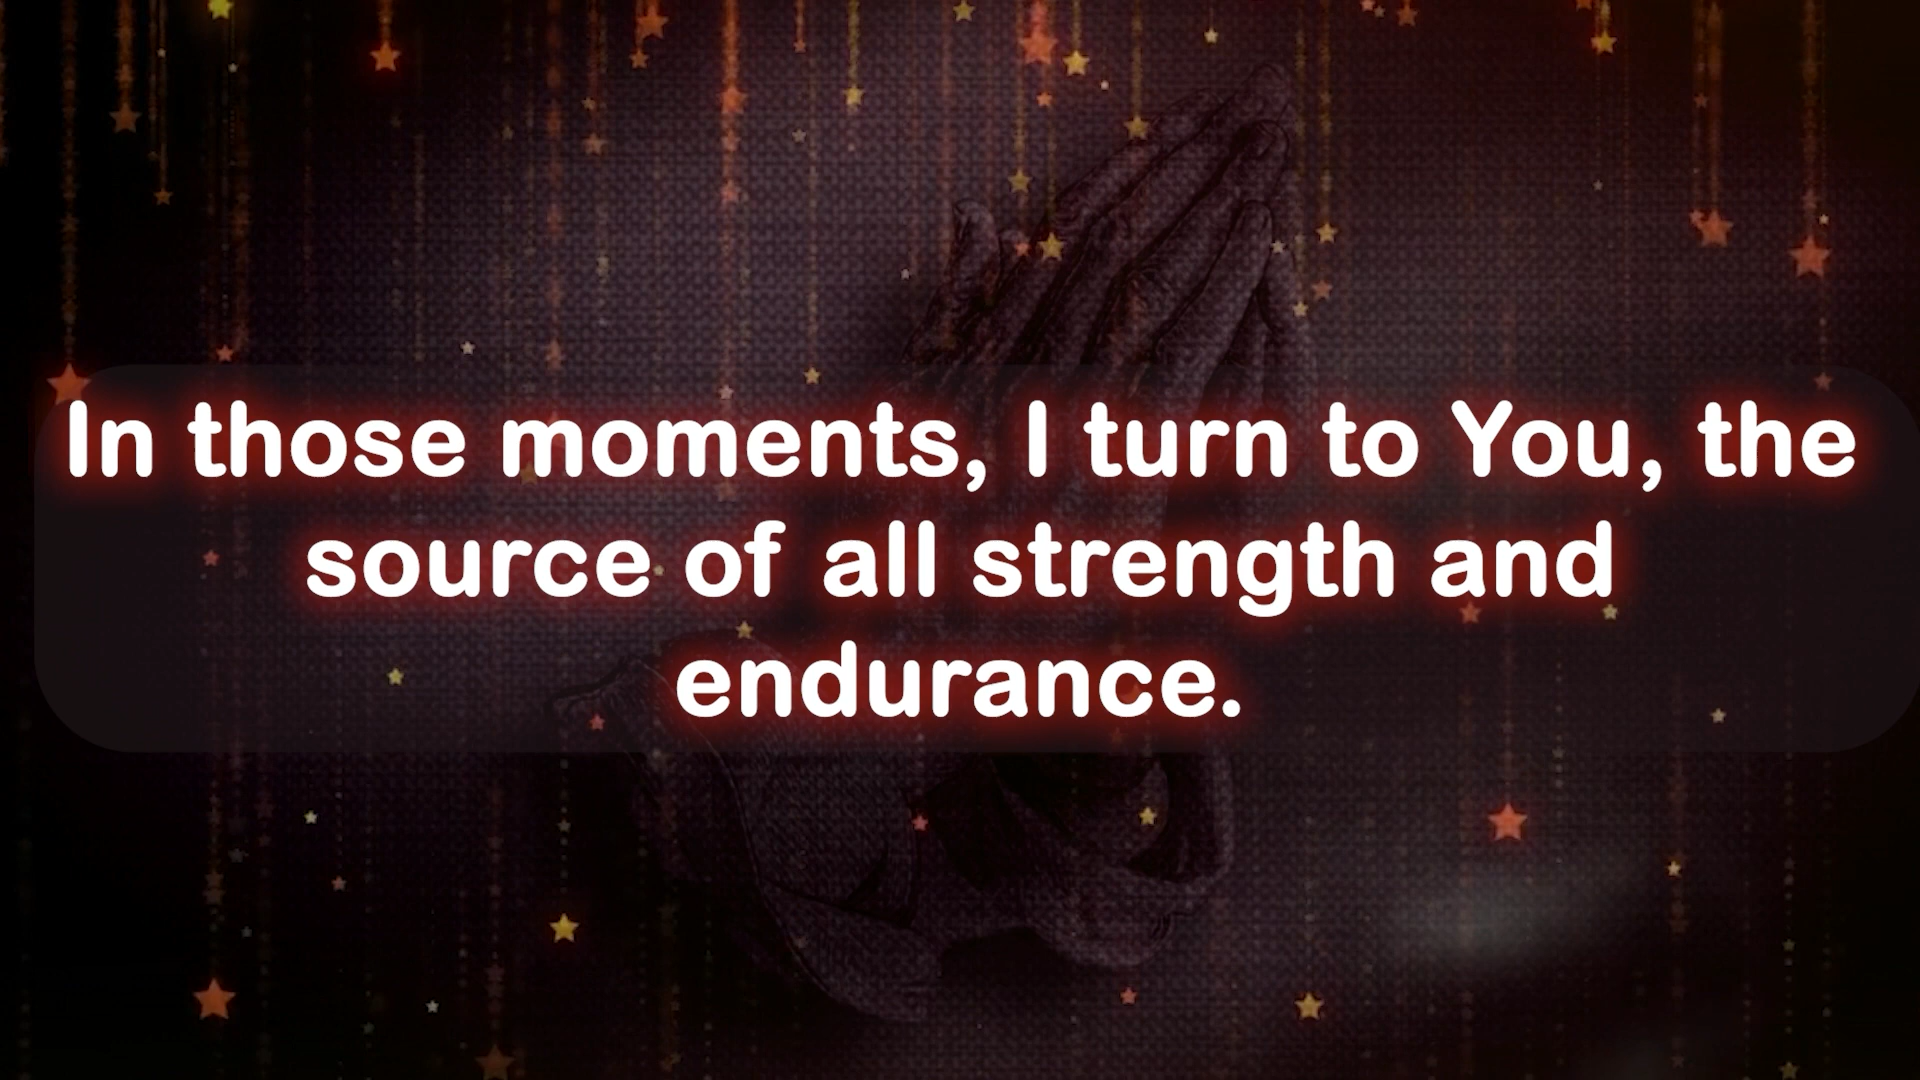 In those moments, I turn to You, the
source of all strength and
endurance.